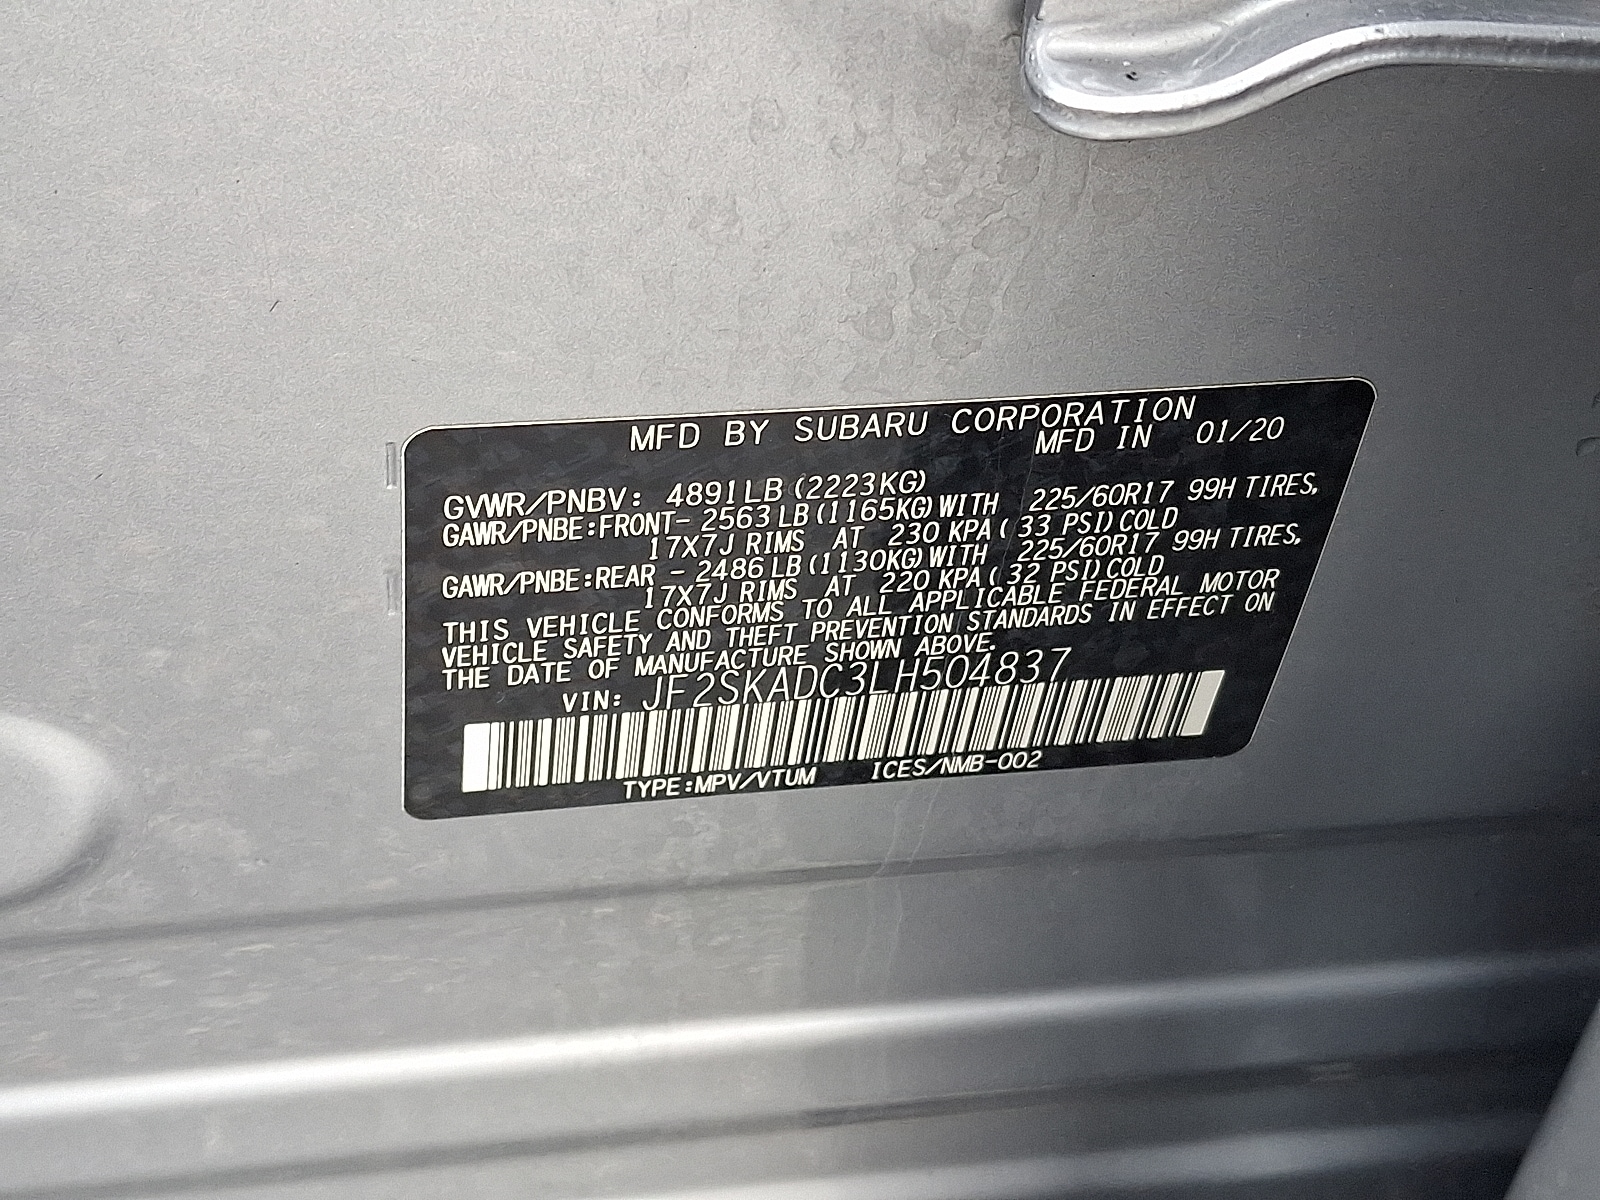 MFD BY SUBARU CORPORATION
MFD IN 01/20
GVWR/PNBV: 4891LB (2223KG)
GAWR/PNBE:FRONT- 2563 LB (1165KG) WITH 225/60R17 99H TIRES,
17X7J RIMS AT 230 KPA ( 33 PSI) COLD
GAWR/PNBE:REAR - 2486 LB (1130KG) WITH 225/60R17 99H TIRES,
17X7J RIMS AT 220 KPA ( 32 PSI) COLD
THIS VEHICLE CONFORMS TO ALL APPLICABLE FEDERAL MOTOR
VEHICLE SAFETY AND THEFT PREVENTION STANDARDS IN EFFECT ON
THE DATE OF MANUFACTURE SHOWN ABOVE.
VIN: JF2SKADC3LH504837
TYPE:MPV/VTUM ICES/NMB-002